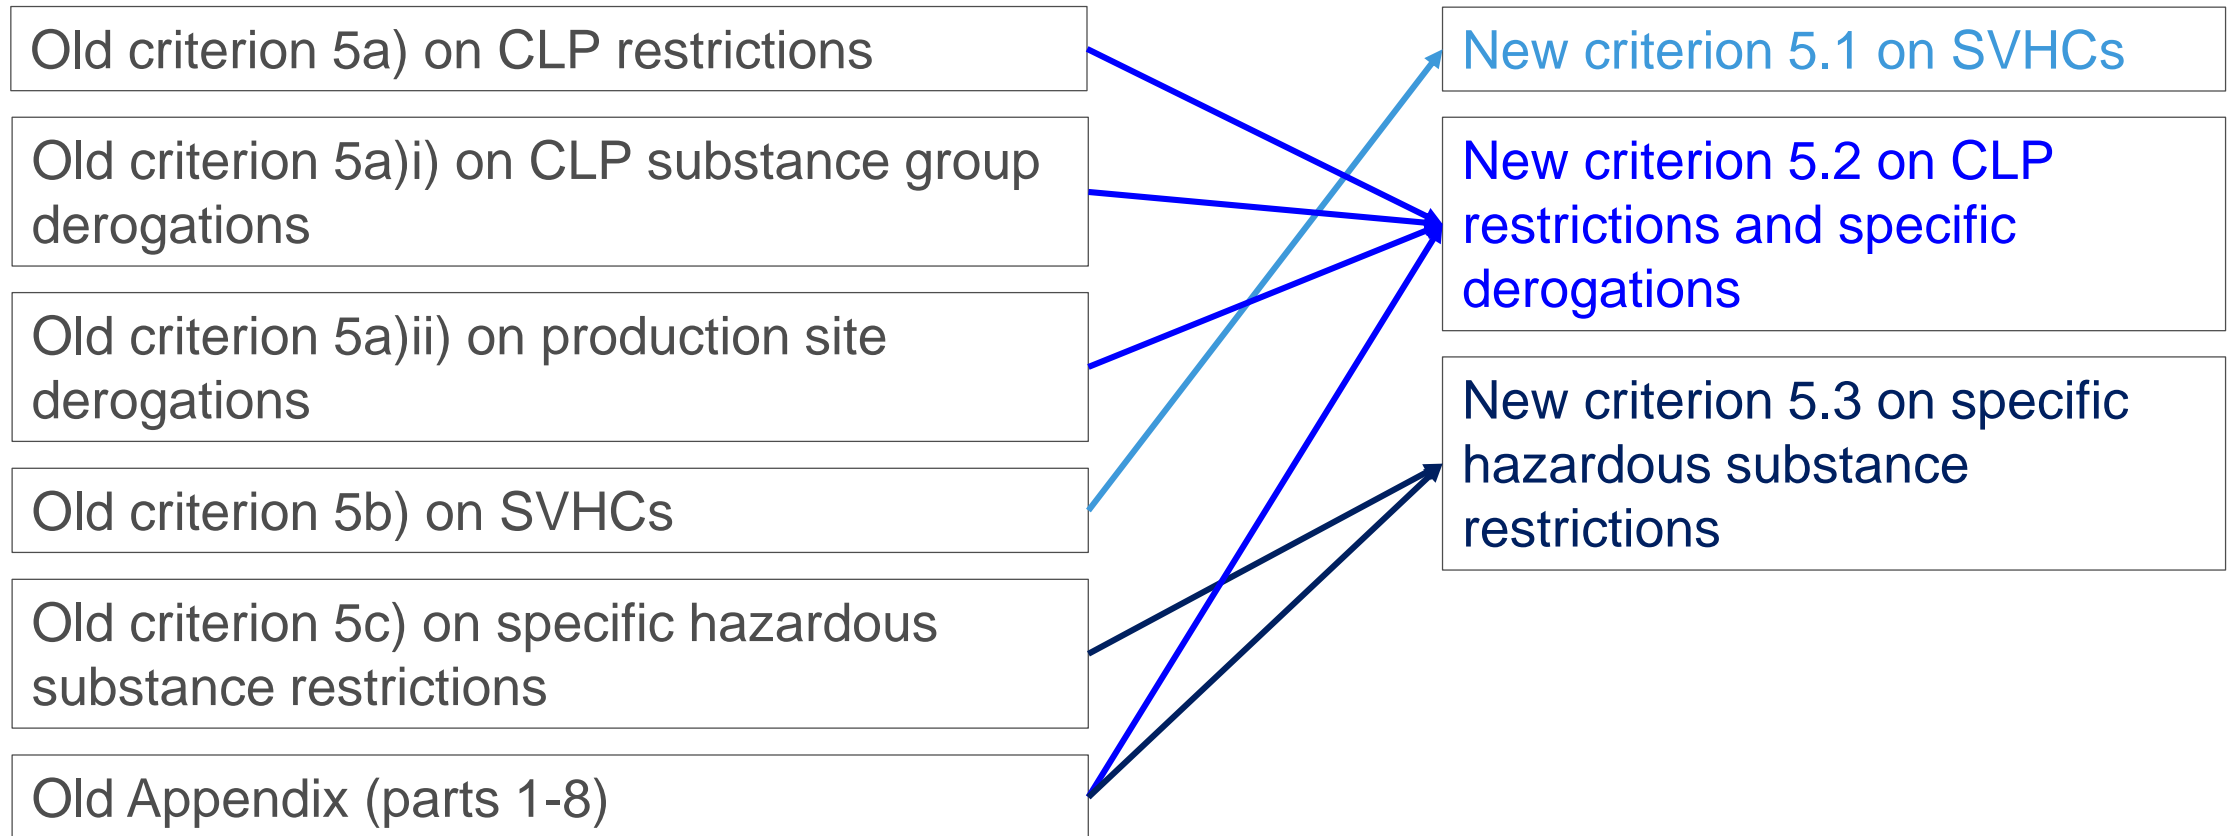 Old criterion 5a) on CLP restrictions
Old criterion 5a)i) on CLP substance group
derogations
Old criterion 5a)ii) on production site
derogations
Old criterion 5b) on SVHCs
Old criterion 5c) on specific hazardous
substance restrictions
Old Appendix (parts 1-8)
New criterion 5.1 on SVHCs
New criterion 5.2 on CLP
restrictions and specific
derogations
New criterion 5.3 on specific
hazardous substance
restrictions